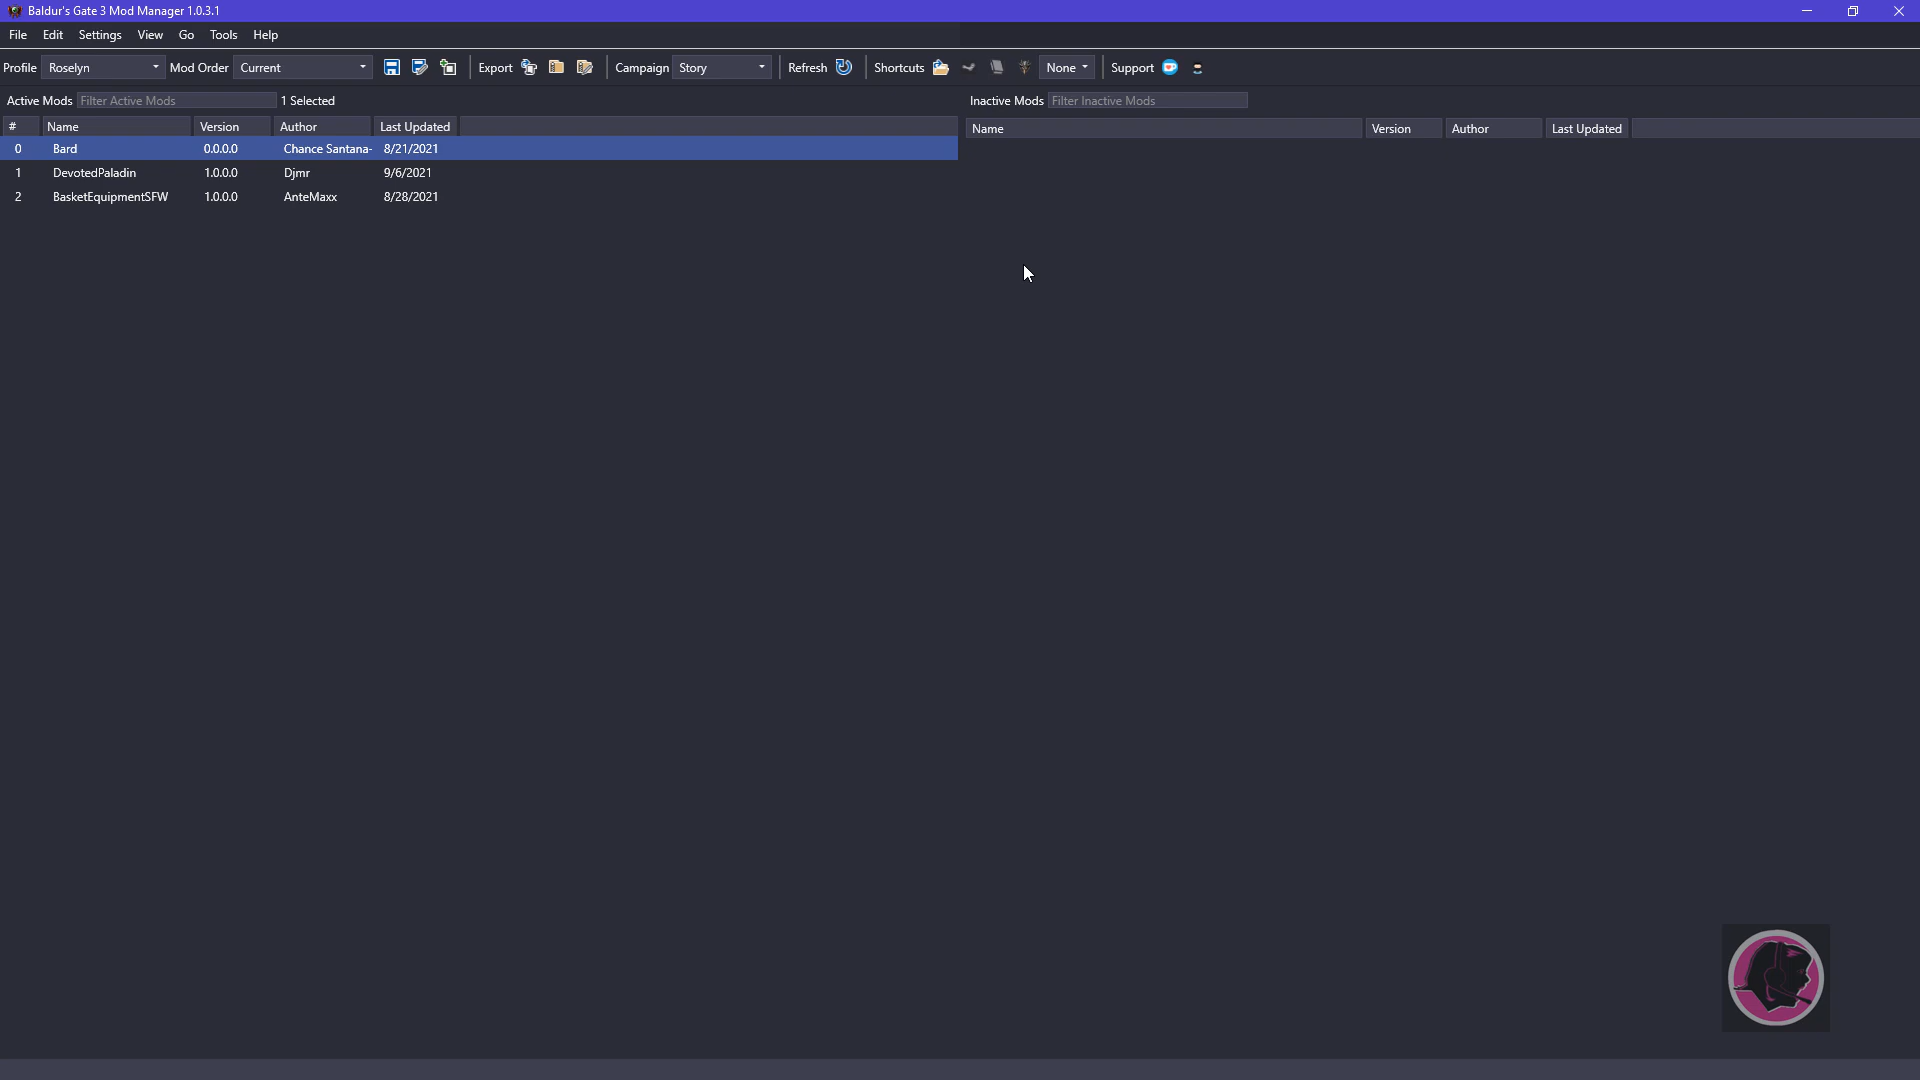 Baldur's Gate 3 Mod Manager 1.0.3.1
File Edit Settings View Go Tools Help
Profile Roselyn Mod Order Current Export Campaign Story Refresh Shortcuts None Support
Active Mods Filter Active Mods 1 Selected Inactive Mods Filter Inactive Mods
# Name Version Author Last Updated Name Version Author Last Updated
0 Bard 0.0.0.0 Chance Santana- 8/21/2021
1 DevotedPaladin 1.0.0.0 Djmr 9/6/2021
2 BasketEquipmentSFW 1.0.0.0 AnteMaxx 8/28/2021